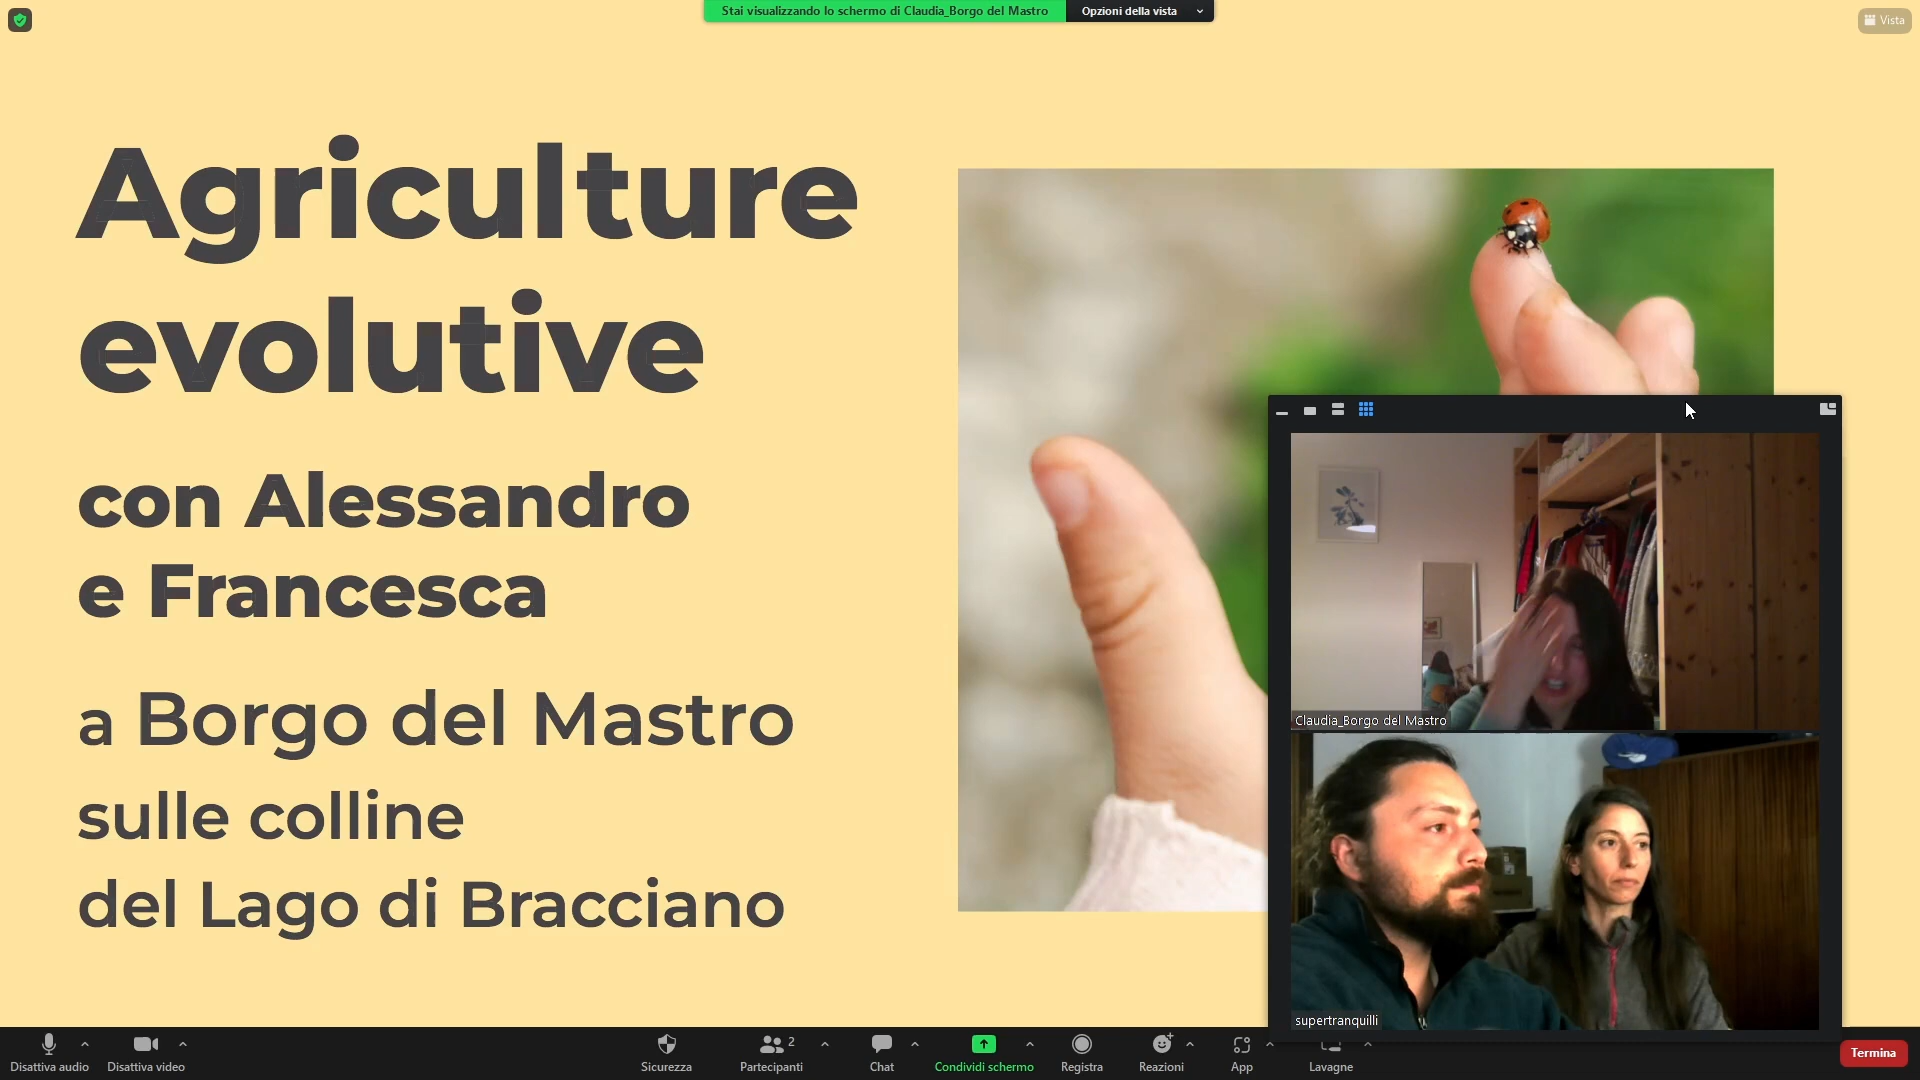 Stai visualizzando lo schermo di Claudia_Borgo del Mastro
Opzioni della vista
Vista
Agriculture
evolutive
con Alessandro
e Francesca
a Borgo del Mastro
sulle colline
del Lago di Bracciano
Claudia_Borgo del Mastro
supertranquilli
Disattiva audio
Disattiva video
Sicurezza
Partecipanti
2
Chat
Condividi schermo
Registra
Reazioni
App
Lavagne
Termina